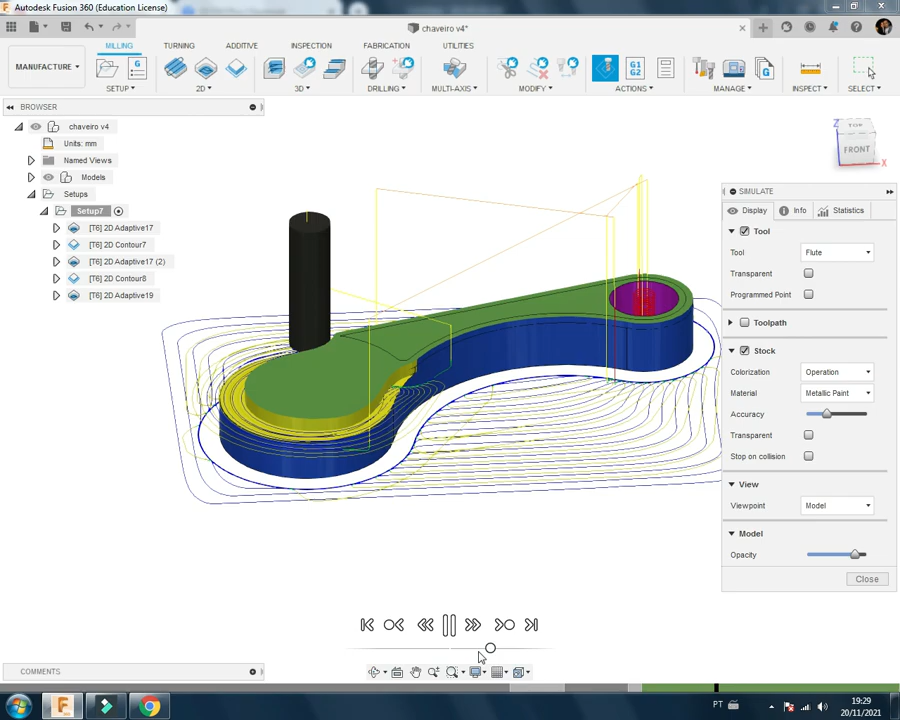 Autodesk Fusion 360 (Education License)
chaveiro v4*
MANUFACTURE
MILLING
TURNING
ADDITIVE
INSPECTION
FABRICATION
UTILITIES
SETUP
2D
3D
DRILLING
MULTI-AXIS
MODIFY
G1
G2
ACTIONS
MANAGE
INSPECT
SELECT
BROWSER
chaveiro v4
Units: mm
Named Views
Models
Setups
Setup7
[T6] 2D Adaptive17
[T6] 2D Contour7
[T6] 2D Adaptive17 (2)
[T6] 2D Contour8
[T6] 2D Adaptive19
Z
TOP
FRONT
X
SIMULATE
Display
Info
Statistics
Tool
Tool
Flute
Transparent
Programmed Point
Toolpath
Stock
Colorization
Operation
Material
Metallic Paint
Accuracy
Transparent
Stop on collision
View
Viewpoint
Model
Model
Opacity
Close
COMMENTS
PT
19:29
20/11/2021